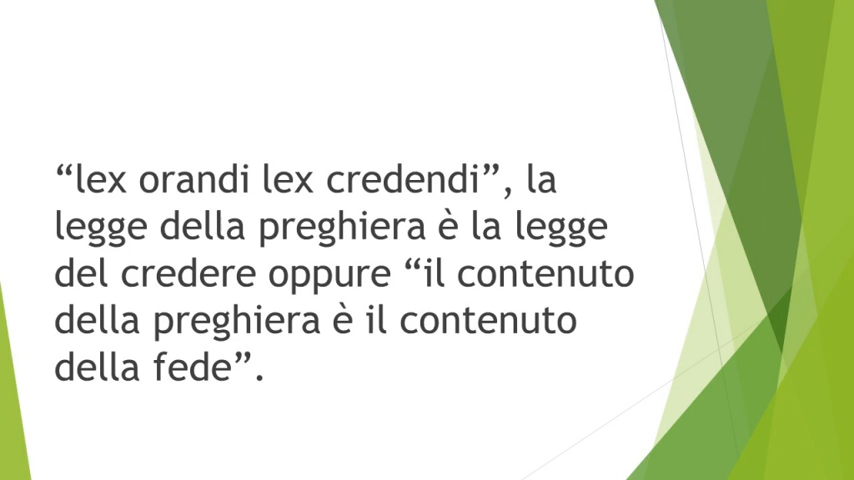 “lex orandi lex credendi”, la
legge della preghiera è la legge
del credere oppure “il contenuto
della preghiera è il contenuto
della fede”.